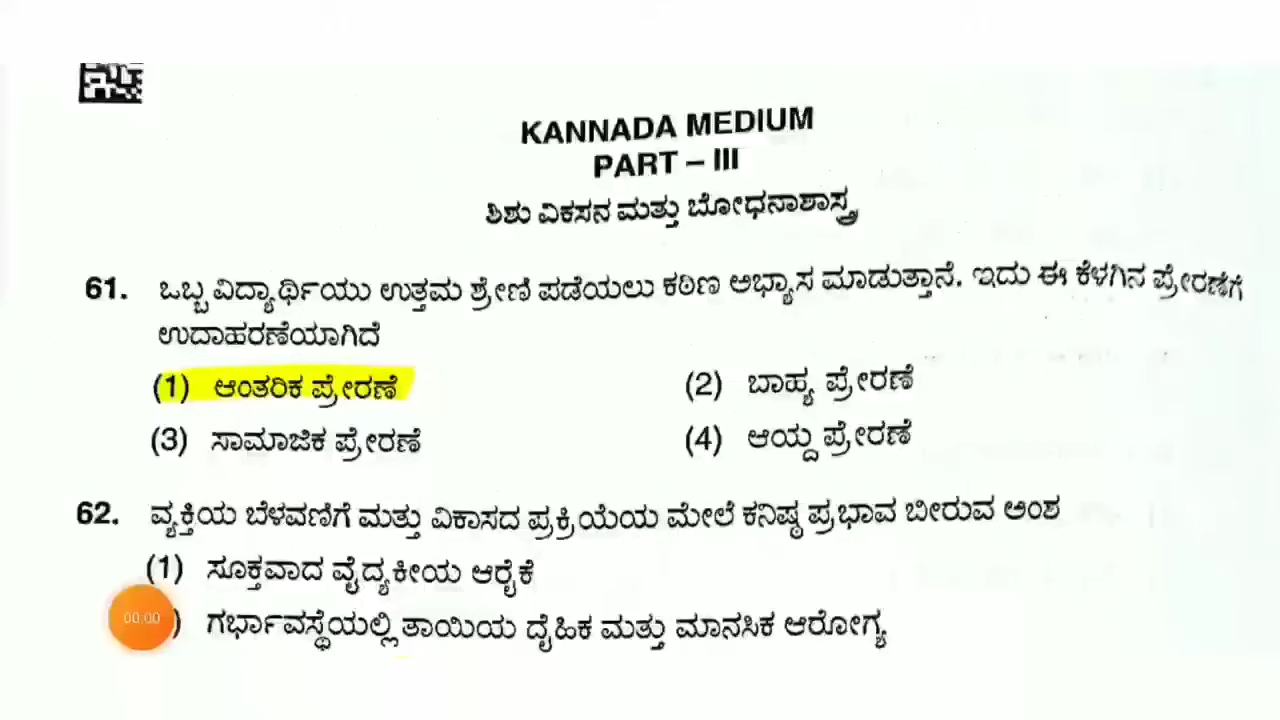 KANNADA MEDIUM
PART – III
ಶಿಶು ವಿಕಸನ ಮತ್ತು ಬೋಧನಾಶಾಸ್ತ್ರ
61. ಒಬ್ಬ ವಿದ್ಯಾರ್ಥಿಯು ಉತ್ತಮ ಶ್ರೇಣಿ ಪಡೆಯಲು ಕಠಿಣ ಅಭ್ಯಾಸ ಮಾಡುತ್ತಾನೆ. ಇದು ಈ ಕೆಳಗಿನ ಪ್ರೇರಣೆಗೆ
ಉದಾಹರಣೆಯಾಗಿದೆ
(1) ಆಂತರಿಕ ಪ್ರೇರಣೆ (2) ಬಾಹ್ಯ ಪ್ರೇರಣೆ
(3) ಸಾಮಾಜಿಕ ಪ್ರೇರಣೆ (4) ಆಯ್ದ ಪ್ರೇರಣೆ
62. ವ್ಯಕ್ತಿಯ ಬೆಳವಣಿಗೆ ಮತ್ತು ವಿಕಾಸದ ಪ್ರಕ್ರಿಯೆಯ ಮೇಲೆ ಕನಿಷ್ಠ ಪ್ರಭಾವ ಬೀರುವ ಅಂಶ
(1) ಸೂಕ್ತವಾದ ವೈದ್ಯಕೀಯ ಆರೈಕೆ
00:00 ) ಗರ್ಭಾವಸ್ಥೆಯಲ್ಲಿ ತಾಯಿಯ ದೈಹಿಕ ಮತ್ತು ಮಾನಸಿಕ ಆರೋಗ್ಯ